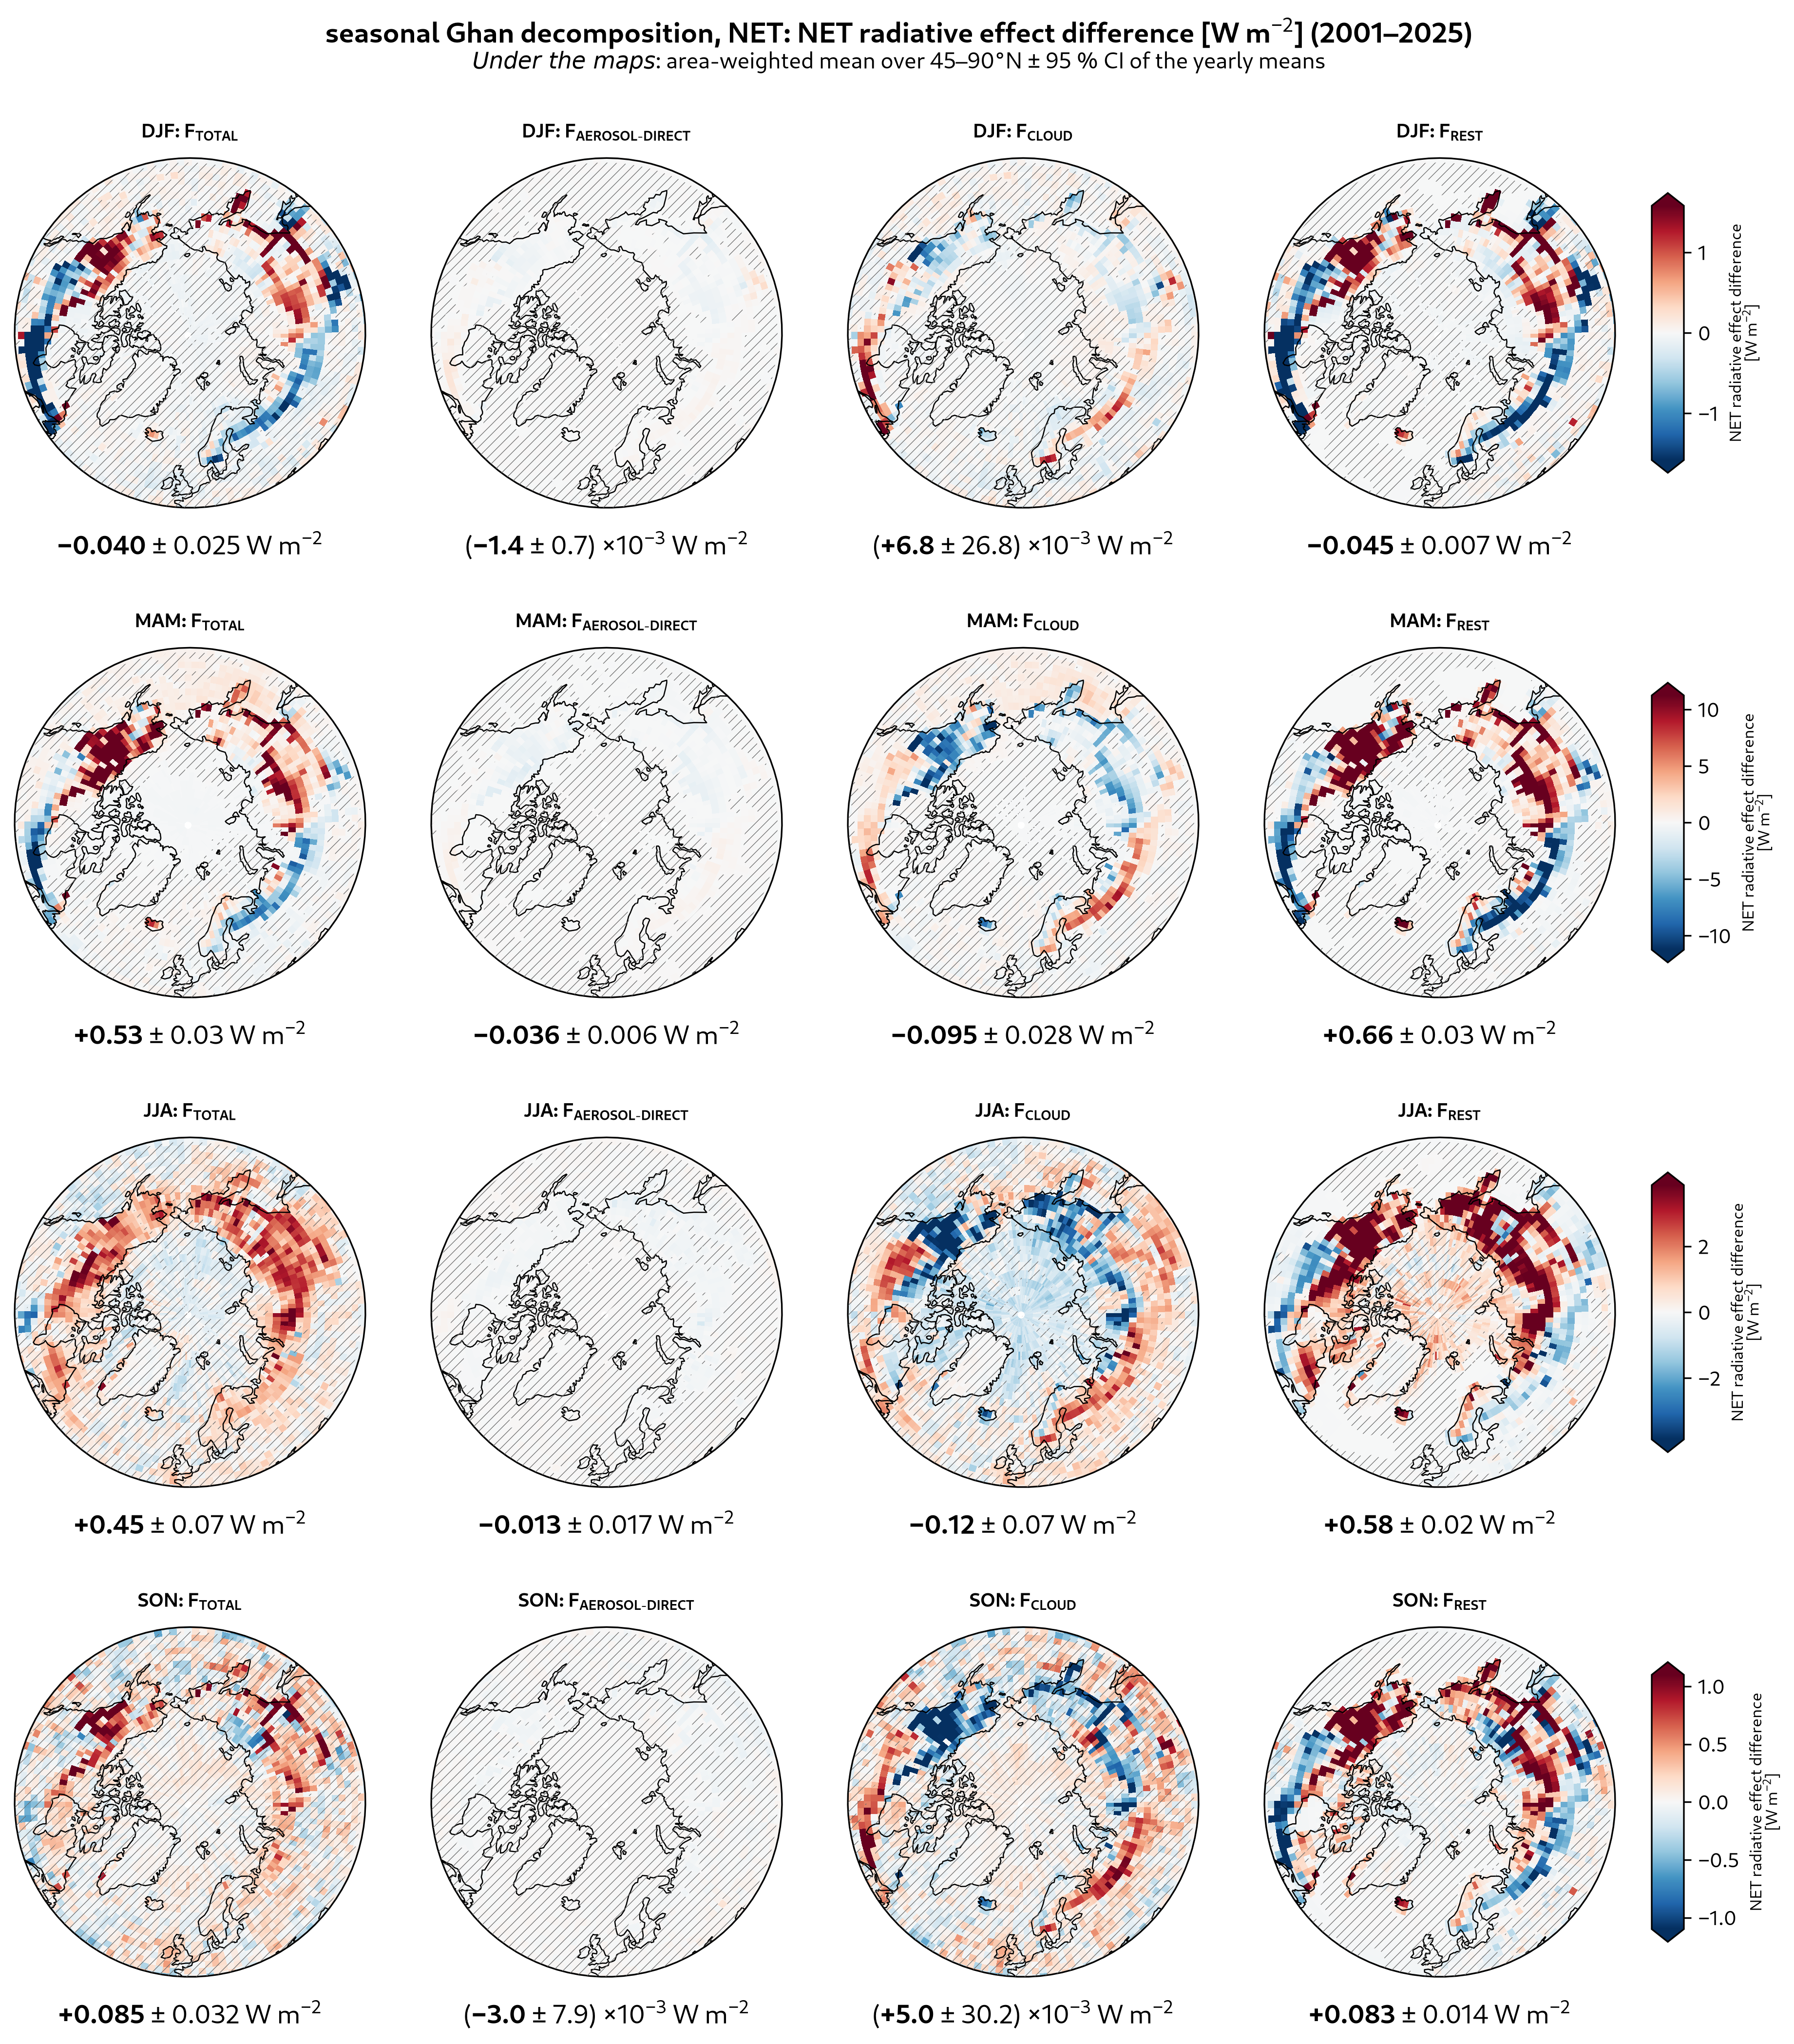 seasonal Ghan decomposition, NET: NET radiative effect difference [W m⁻²] (2001–2025)
Under the maps: area-weighted mean over 45–90°N ± 95 % CI of the yearly means
DJF: F_TOTAL
DJF: F_AEROSOL-DIRECT
DJF: F_CLOUD
DJF: F_REST
1
0
−1
NET radiative effect difference
[W m⁻²]
−0.040 ± 0.025 W m⁻²
(−1.4 ± 0.7) ×10⁻³ W m⁻²
(+6.8 ± 26.8) ×10⁻³ W m⁻²
−0.045 ± 0.007 W m⁻²
MAM: F_TOTAL
MAM: F_AEROSOL-DIRECT
MAM: F_CLOUD
MAM: F_REST
10
5
0
−5
−10
NET radiative effect difference
[W m⁻²]
+0.53 ± 0.03 W m⁻²
−0.036 ± 0.006 W m⁻²
−0.095 ± 0.028 W m⁻²
+0.66 ± 0.03 W m⁻²
JJA: F_TOTAL
JJA: F_AEROSOL-DIRECT
JJA: F_CLOUD
JJA: F_REST
2
0
−2
NET radiative effect difference
[W m⁻²]
+0.45 ± 0.07 W m⁻²
−0.013 ± 0.017 W m⁻²
−0.12 ± 0.07 W m⁻²
+0.58 ± 0.02 W m⁻²
SON: F_TOTAL
SON: F_AEROSOL-DIRECT
SON: F_CLOUD
SON: F_REST
1.0
0.5
0.0
−0.5
−1.0
NET radiative effect difference
[W m⁻²]
+0.085 ± 0.032 W m⁻²
(−3.0 ± 7.9) ×10⁻³ W m⁻²
(+5.0 ± 30.2) ×10⁻³ W m⁻²
+0.083 ± 0.014 W m⁻²